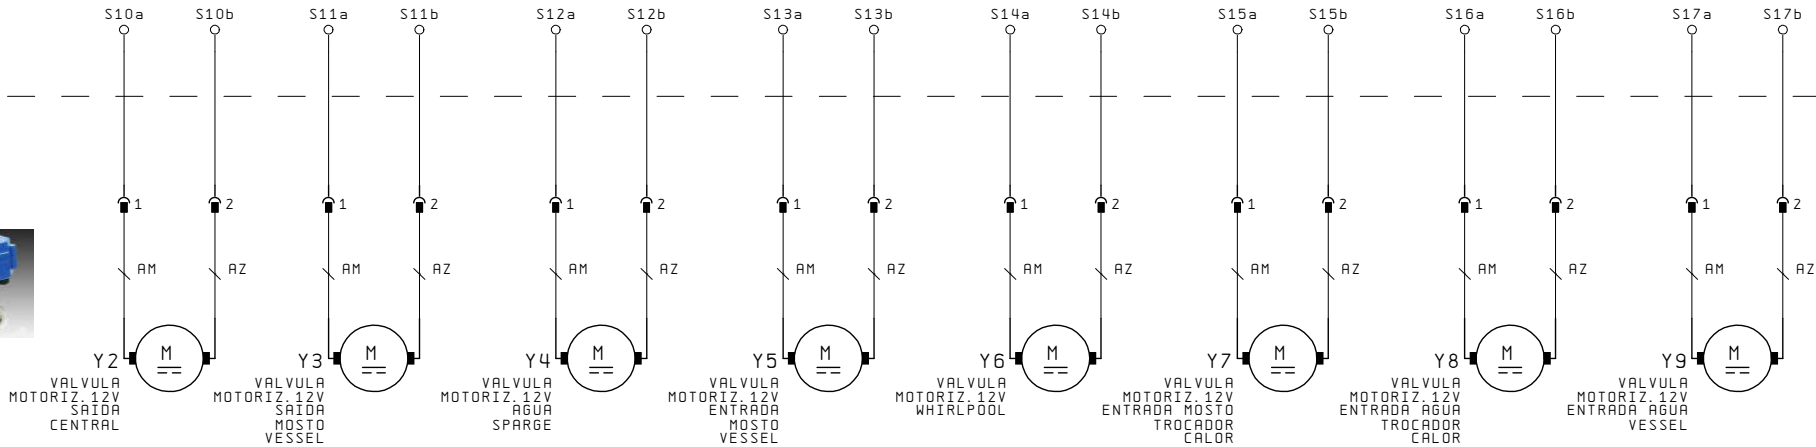 S10a S10b S11a S11b S12a S12b S13a S13b S14a S14b S15a S15b S16a S16b S17a S17b
1 2 1 2 1 2 1 2 1 2 1 2 1 2 1 2
AM AZ AM AZ AM AZ AM AZ AM AZ AM AZ AM AZ AM AZ
M M M M M M M M
Y2
VALVULA
MOTORIZ.12V
SAIDA
CENTRAL
Y3
VALVULA
MOTORIZ.12V
SAIDA
MOSTO
VESSEL
Y4
VALVULA
MOTORIZ.12V
AGUA
SPARGE
Y5
VALVULA
MOTORIZ.12V
ENTRADA
MOSTO
VESSEL
Y6
VALVULA
MOTORIZ.12V
WHIRLPOOL
Y7
VALVULA
MOTORIZ.12V
ENTRADA MOSTO
TROCADOR
CALOR
Y8
VALVULA
MOTORIZ.12V
ENTRADA AGUA
TROCADOR
CALOR
Y9
VALVULA
MOTORIZ.12V
ENTRADA AGUA
VESSEL